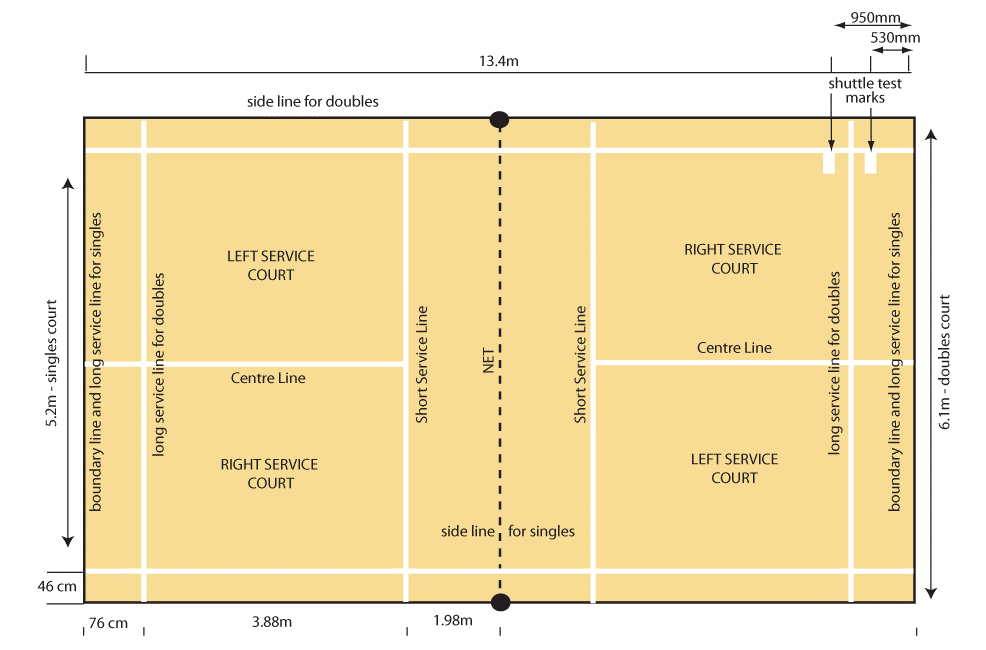 950mm
530mm
13.4m
shuttle test
marks
side line for doubles
LEFT SERVICE
COURT
RIGHT SERVICE
COURT
5.2m - singles court
boundary line and long service line for singles
long service line for doubles
Short Service Line
NET
Short Service Line
long service line for doubles
boundary line and long service line for singles
6.1m - doubles court
Centre Line
Centre Line
RIGHT SERVICE
COURT
LEFT SERVICE
COURT
side line for singles
46 cm
76 cm
3.88m
1.98m